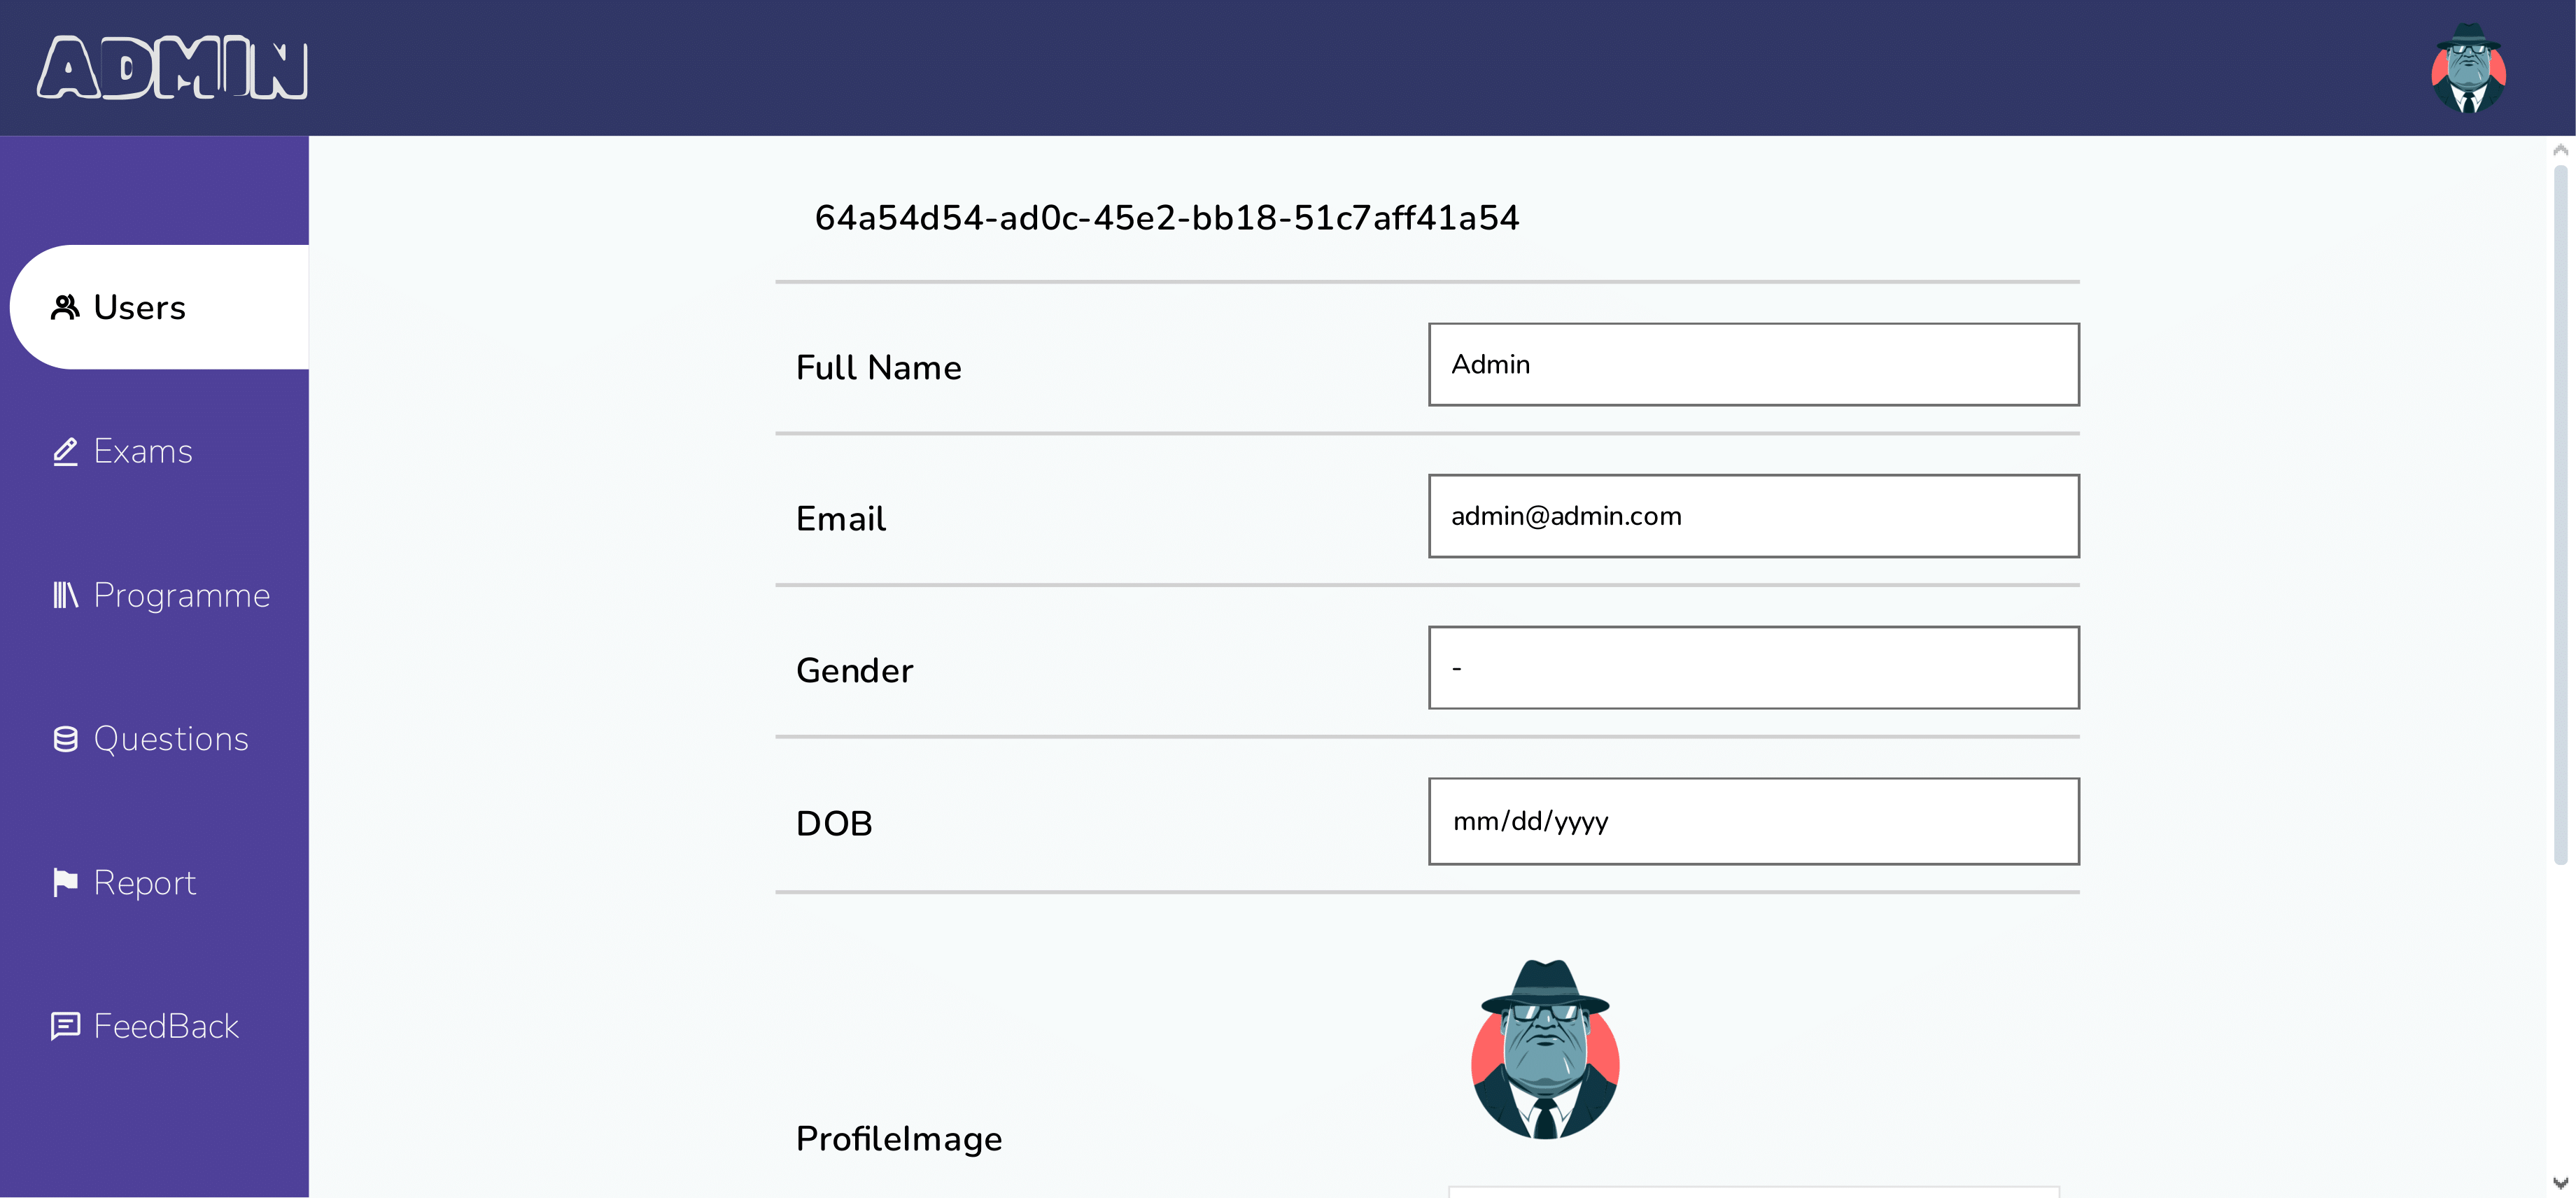 ADMIN
64a54d54-ad0c-45e2-bb18-51c7aff41a54
Users
Full Name
Admin
Exams
Email
admin@admin.com
Programme
Gender
-
Questions
DOB
mm/dd/yyyy
Report
FeedBack
ProfileImage